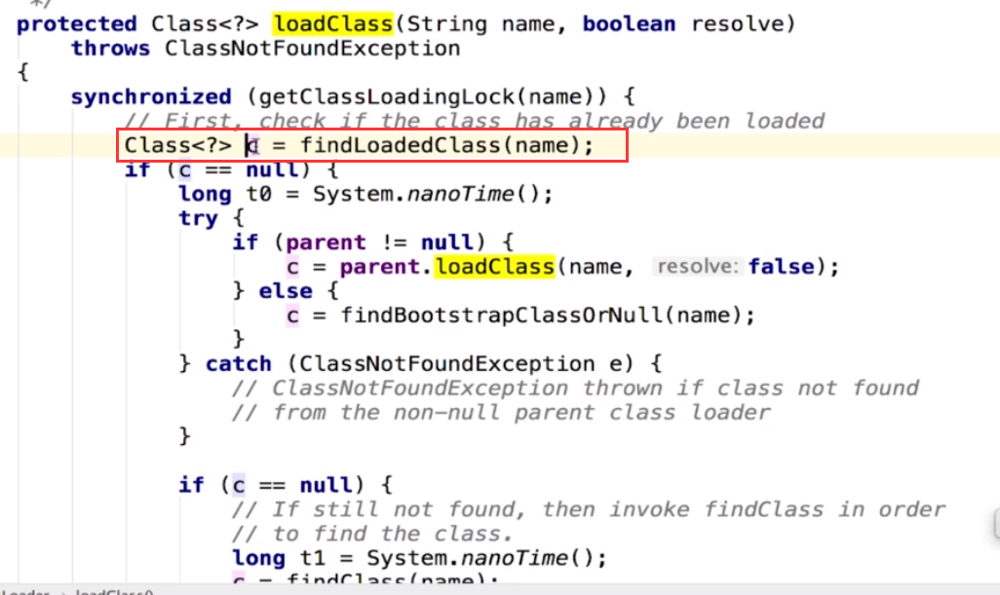 */
protected Class<?> loadClass(String name, boolean resolve)
throws ClassNotFoundException
{
synchronized (getClassLoadingLock(name)) {
// First, check if the class has already been loaded
Class<?> c = findLoadedClass(name);
if (c == null) {
long t0 = System.nanoTime();
try {
if (parent != null) {
c = parent.loadClass(name, resolve: false);
} else {
c = findBootstrapClassOrNull(name);
}
} catch (ClassNotFoundException e) {
// ClassNotFoundException thrown if class not found
// from the non-null parent class loader
}
if (c == null) {
// If still not found, then invoke findClass in order
// to find the class.
long t1 = System.nanoTime();
c = findClass(name);
Loader > loadClass()